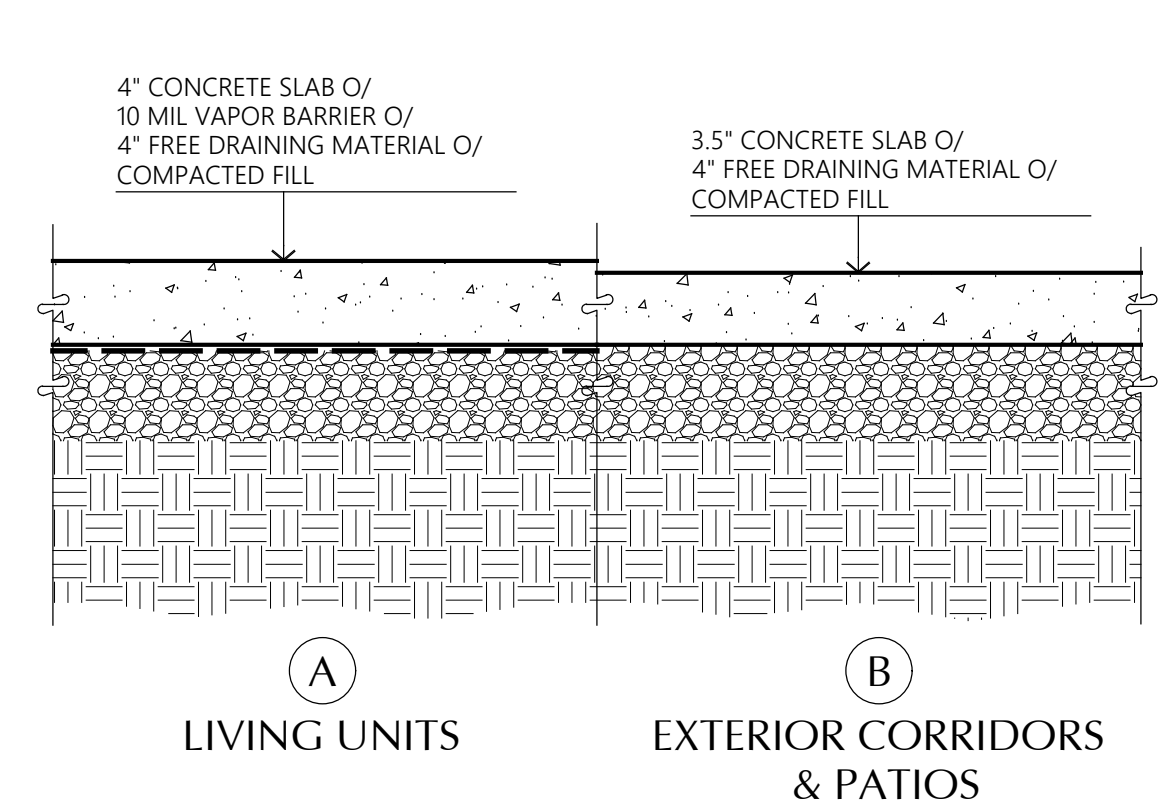 4" CONCRETE SLAB O/
10 MIL VAPOR BARRIER O/
4" FREE DRAINING MATERIAL O/
COMPACTED FILL
3.5" CONCRETE SLAB O/
4" FREE DRAINING MATERIAL O/
COMPACTED FILL
A
LIVING UNITS
B
EXTERIOR CORRIDORS
& PATIOS